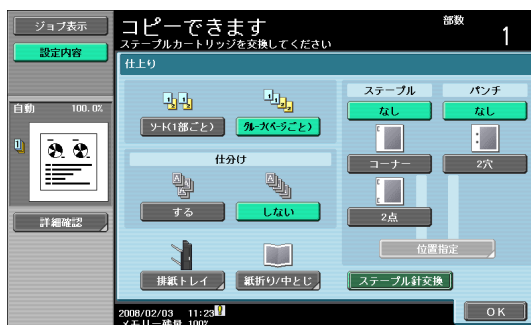 ジョブ表示
設定内容
コピーできます
ステープルカートリッジを交換してください
部数
1
仕上り
ソート(1部ごと)
グループ(ページごと)
ステープル
パンチ
なし
なし
コーナー
2穴
2点
位置指定
仕分け
する
しない
自動
100.0%
詳細確認
排紙トレイ
紙折り/中とじ
ステープル針交換
2008/02/03 11:23
メモリー残量 100%
OK